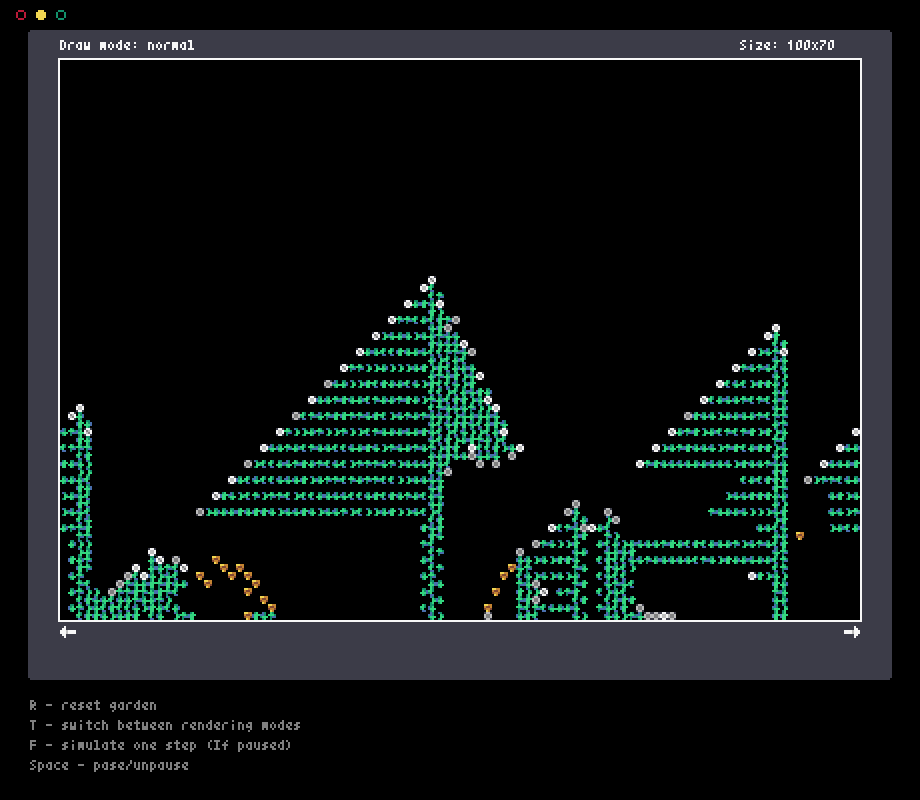 Draw mode: normal Size: 100x70
R - reset garden
T - switch between rendering modes
F - simulate one step (If paused)
Space - pase/unpause